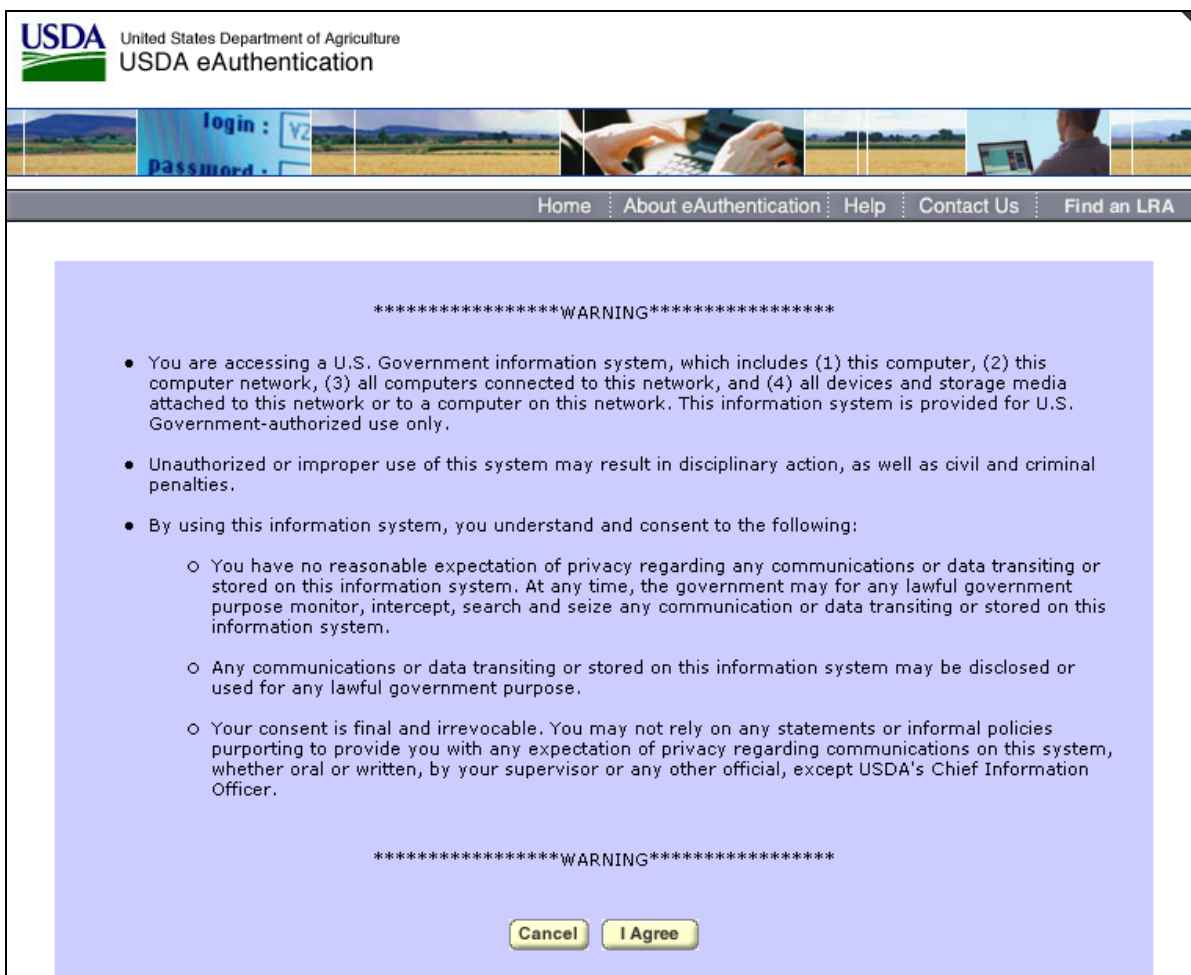 USDA
United States Department of Agriculture
USDA eAuthentication
login : YZ
password :
Home About eAuthentication Help Contact Us Find an LRA
*****************WARNING*****************
● You are accessing a U.S. Government information system, which includes (1) this computer, (2) this
computer network, (3) all computers connected to this network, and (4) all devices and storage media
attached to this network or to a computer on this network. This information system is provided for U.S.
Government-authorized use only.
● Unauthorized or improper use of this system may result in disciplinary action, as well as civil and criminal
penalties.
● By using this information system, you understand and consent to the following:
○ You have no reasonable expectation of privacy regarding any communications or data transiting or
stored on this information system. At any time, the government may for any lawful government
purpose monitor, intercept, search and seize any communication or data transiting or stored on this
information system.
○ Any communications or data transiting or stored on this information system may be disclosed or
used for any lawful government purpose.
○ Your consent is final and irrevocable. You may not rely on any statements or informal policies
purporting to provide you with any expectation of privacy regarding communications on this system,
whether oral or written, by your supervisor or any other official, except USDA's Chief Information
Officer.
*****************WARNING*****************
Cancel I Agree